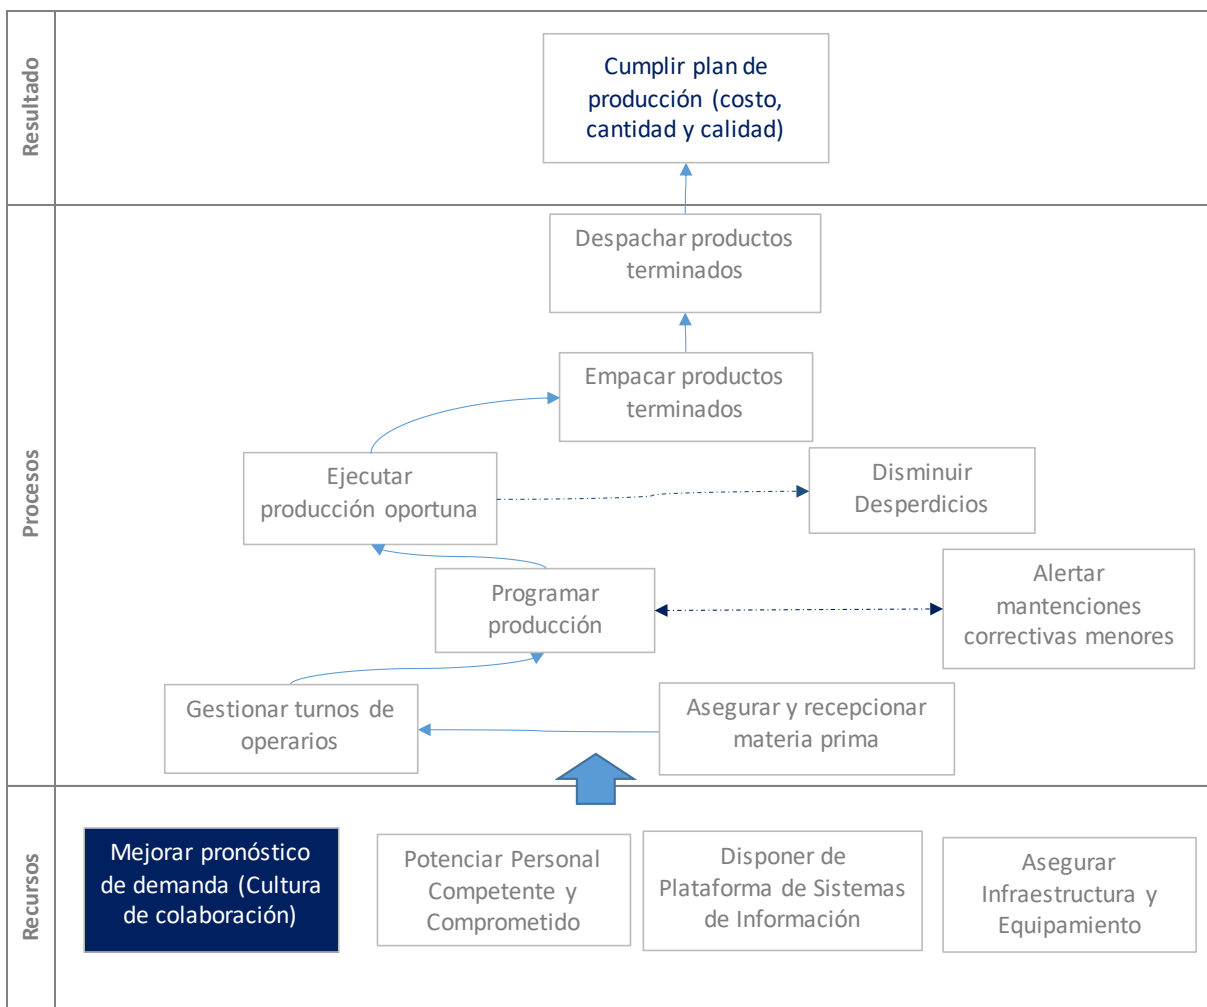 Resultado
Cumplir plan de
producción (costo,
cantidad y calidad)
Procesos
Despachar productos
terminados
Empacar productos
terminados
Ejecutar
producción oportuna
Disminuir
Desperdicios
Programar
producción
Alertar
mantenciones
correctivas menores
Gestionar turnos de
operarios
Asegurar y recepcionar
materia prima
Recursos
Mejorar pronóstico
de demanda (Cultura
de colaboración)
Potenciar Personal
Competente y
Comprometido
Disponer de
Plataforma de Sistemas
de Información
Asegurar
Infraestructura y
Equipamiento